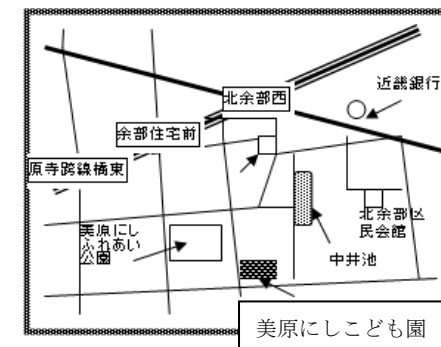 近畿銀行
北余部西
余部住宅前
原寺跨線橋東
北余部区
民会館
美原にし
ふれあい
公園
中井池
美原にしこども園